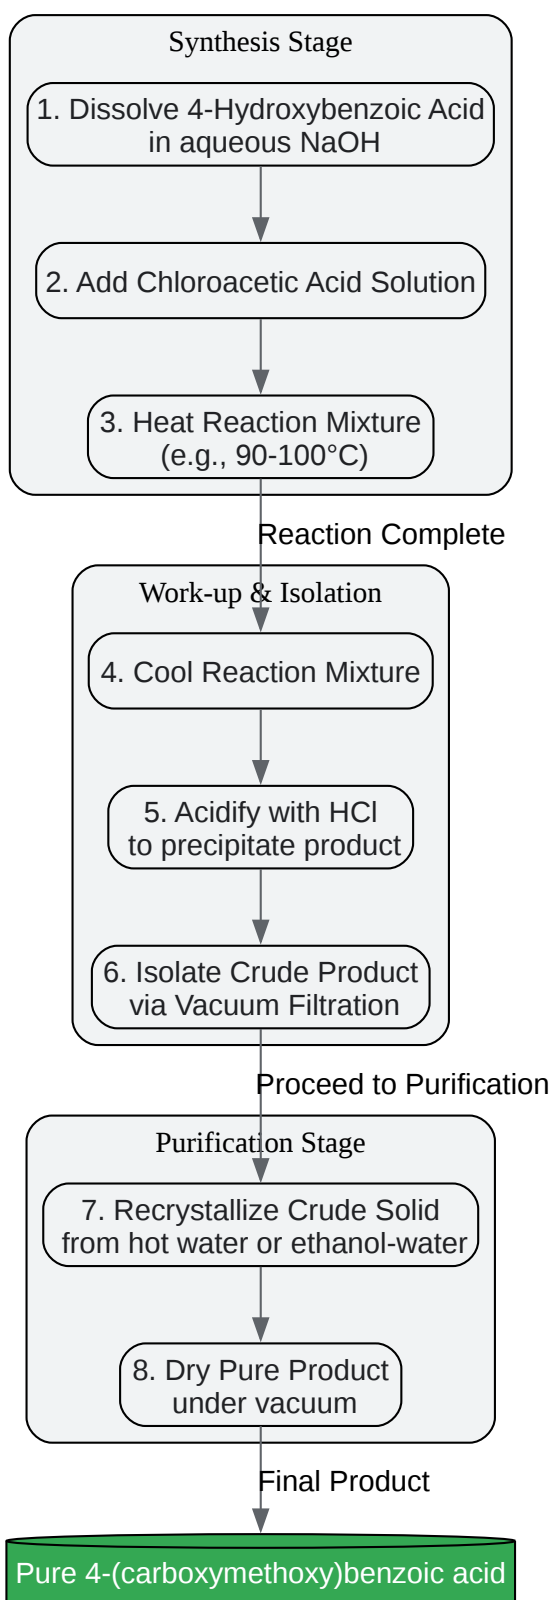 Synthesis Stage
1. Dissolve 4-Hydroxybenzoic Acid
in aqueous NaOH
2. Add Chloroacetic Acid Solution
3. Heat Reaction Mixture
(e.g., 90-100°C)
Reaction Complete
Work-up & Isolation
4. Cool Reaction Mixture
5. Acidify with HCl
to precipitate product
6. Isolate Crude Product
via Vacuum Filtration
Proceed to Purification
Purification Stage
7. Recrystallize Crude Solid
from hot water or ethanol-water
8. Dry Pure Product
under vacuum
Final Product
Pure 4-(carboxymethoxy)benzoic acid